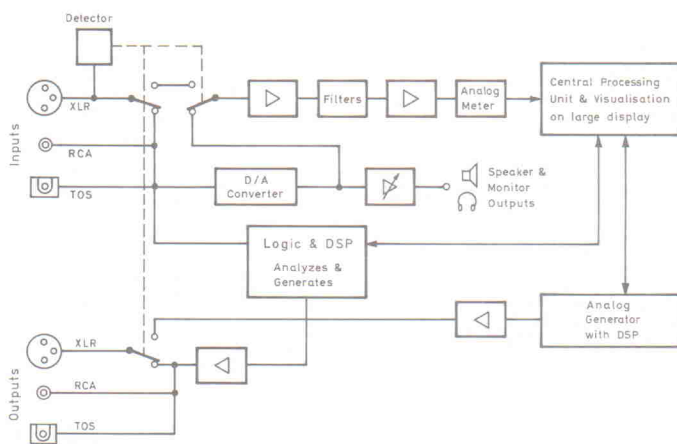 Detector
XLR
RCA
TOS
Inputs
Filters
Analog
Meter
Central Processing
Unit & Visualisation
on large display
D/A
Converter
Speaker &
Monitor
Outputs
Logic & DSP
Analyzes &
Generates
Analog
Generator
with DSP
XLR
RCA
TOS
Outputs